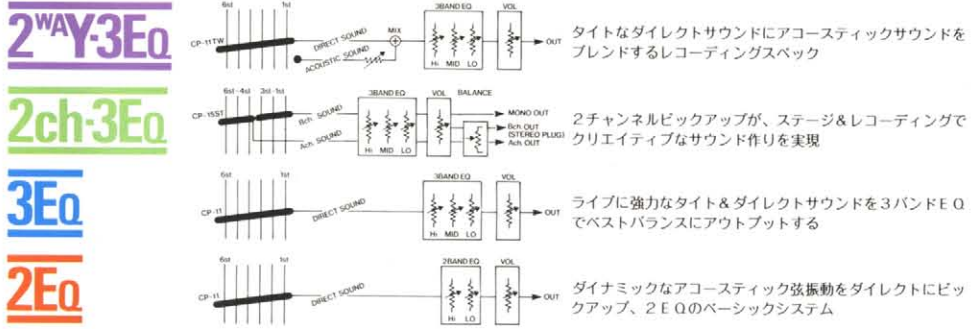 2WAY-3EQ
6st 1st
CP-11TW
DIRECT SOUND
ACOUSTIC SOUND
MIX
3BAND EQ
VOL
Hi MID LO
OUT
タイトなダイレクトサウンドにアコースティックサウンドを
ブレンドするレコーディングスペック
2ch-3EQ
6st-4st 3st-1st
CP-15ST
Bch. SOUND
Ach. SOUND
3BAND EQ
VOL
BALANCE
Hi MID LO
MONO OUT
Bch. OUT
(STEREO PLUG)
Ach. OUT
2チャンネルピックアップが、ステージ&レコーディングで
クリエイティブなサウンド作りを実現
3EQ
6st 1st
CP-11
DIRECT SOUND
3BAND EQ
VOL
Hi MID LO
OUT
ライブに強力なタイト&ダイレクトサウンドを3バンドEQ
でベストバランスにアウトプットする
2EQ
6st 1st
CP-11
DIRECT SOUND
2BAND EQ
VOL
Hi LO
OUT
ダイナミックなアコースティック弦振動をダイレクトにピッ
クアップ、2EQのベーシックシステム